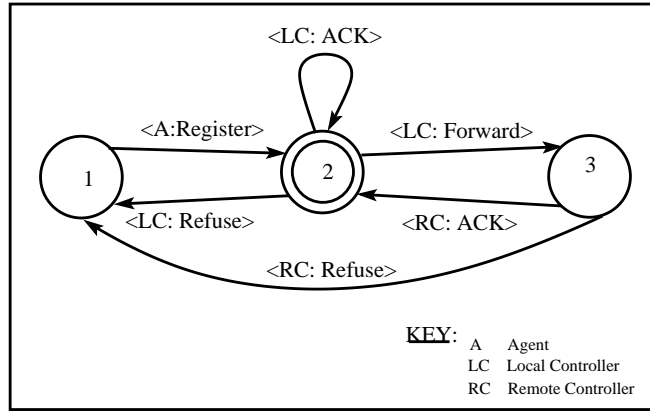 <LC: ACK>
<A:Register>
<LC: Forward>
1
2
3
<LC: Refuse>
<RC: ACK>
<RC: Refuse>
KEY:
A Agent
LC Local Controller
RC Remote Controller